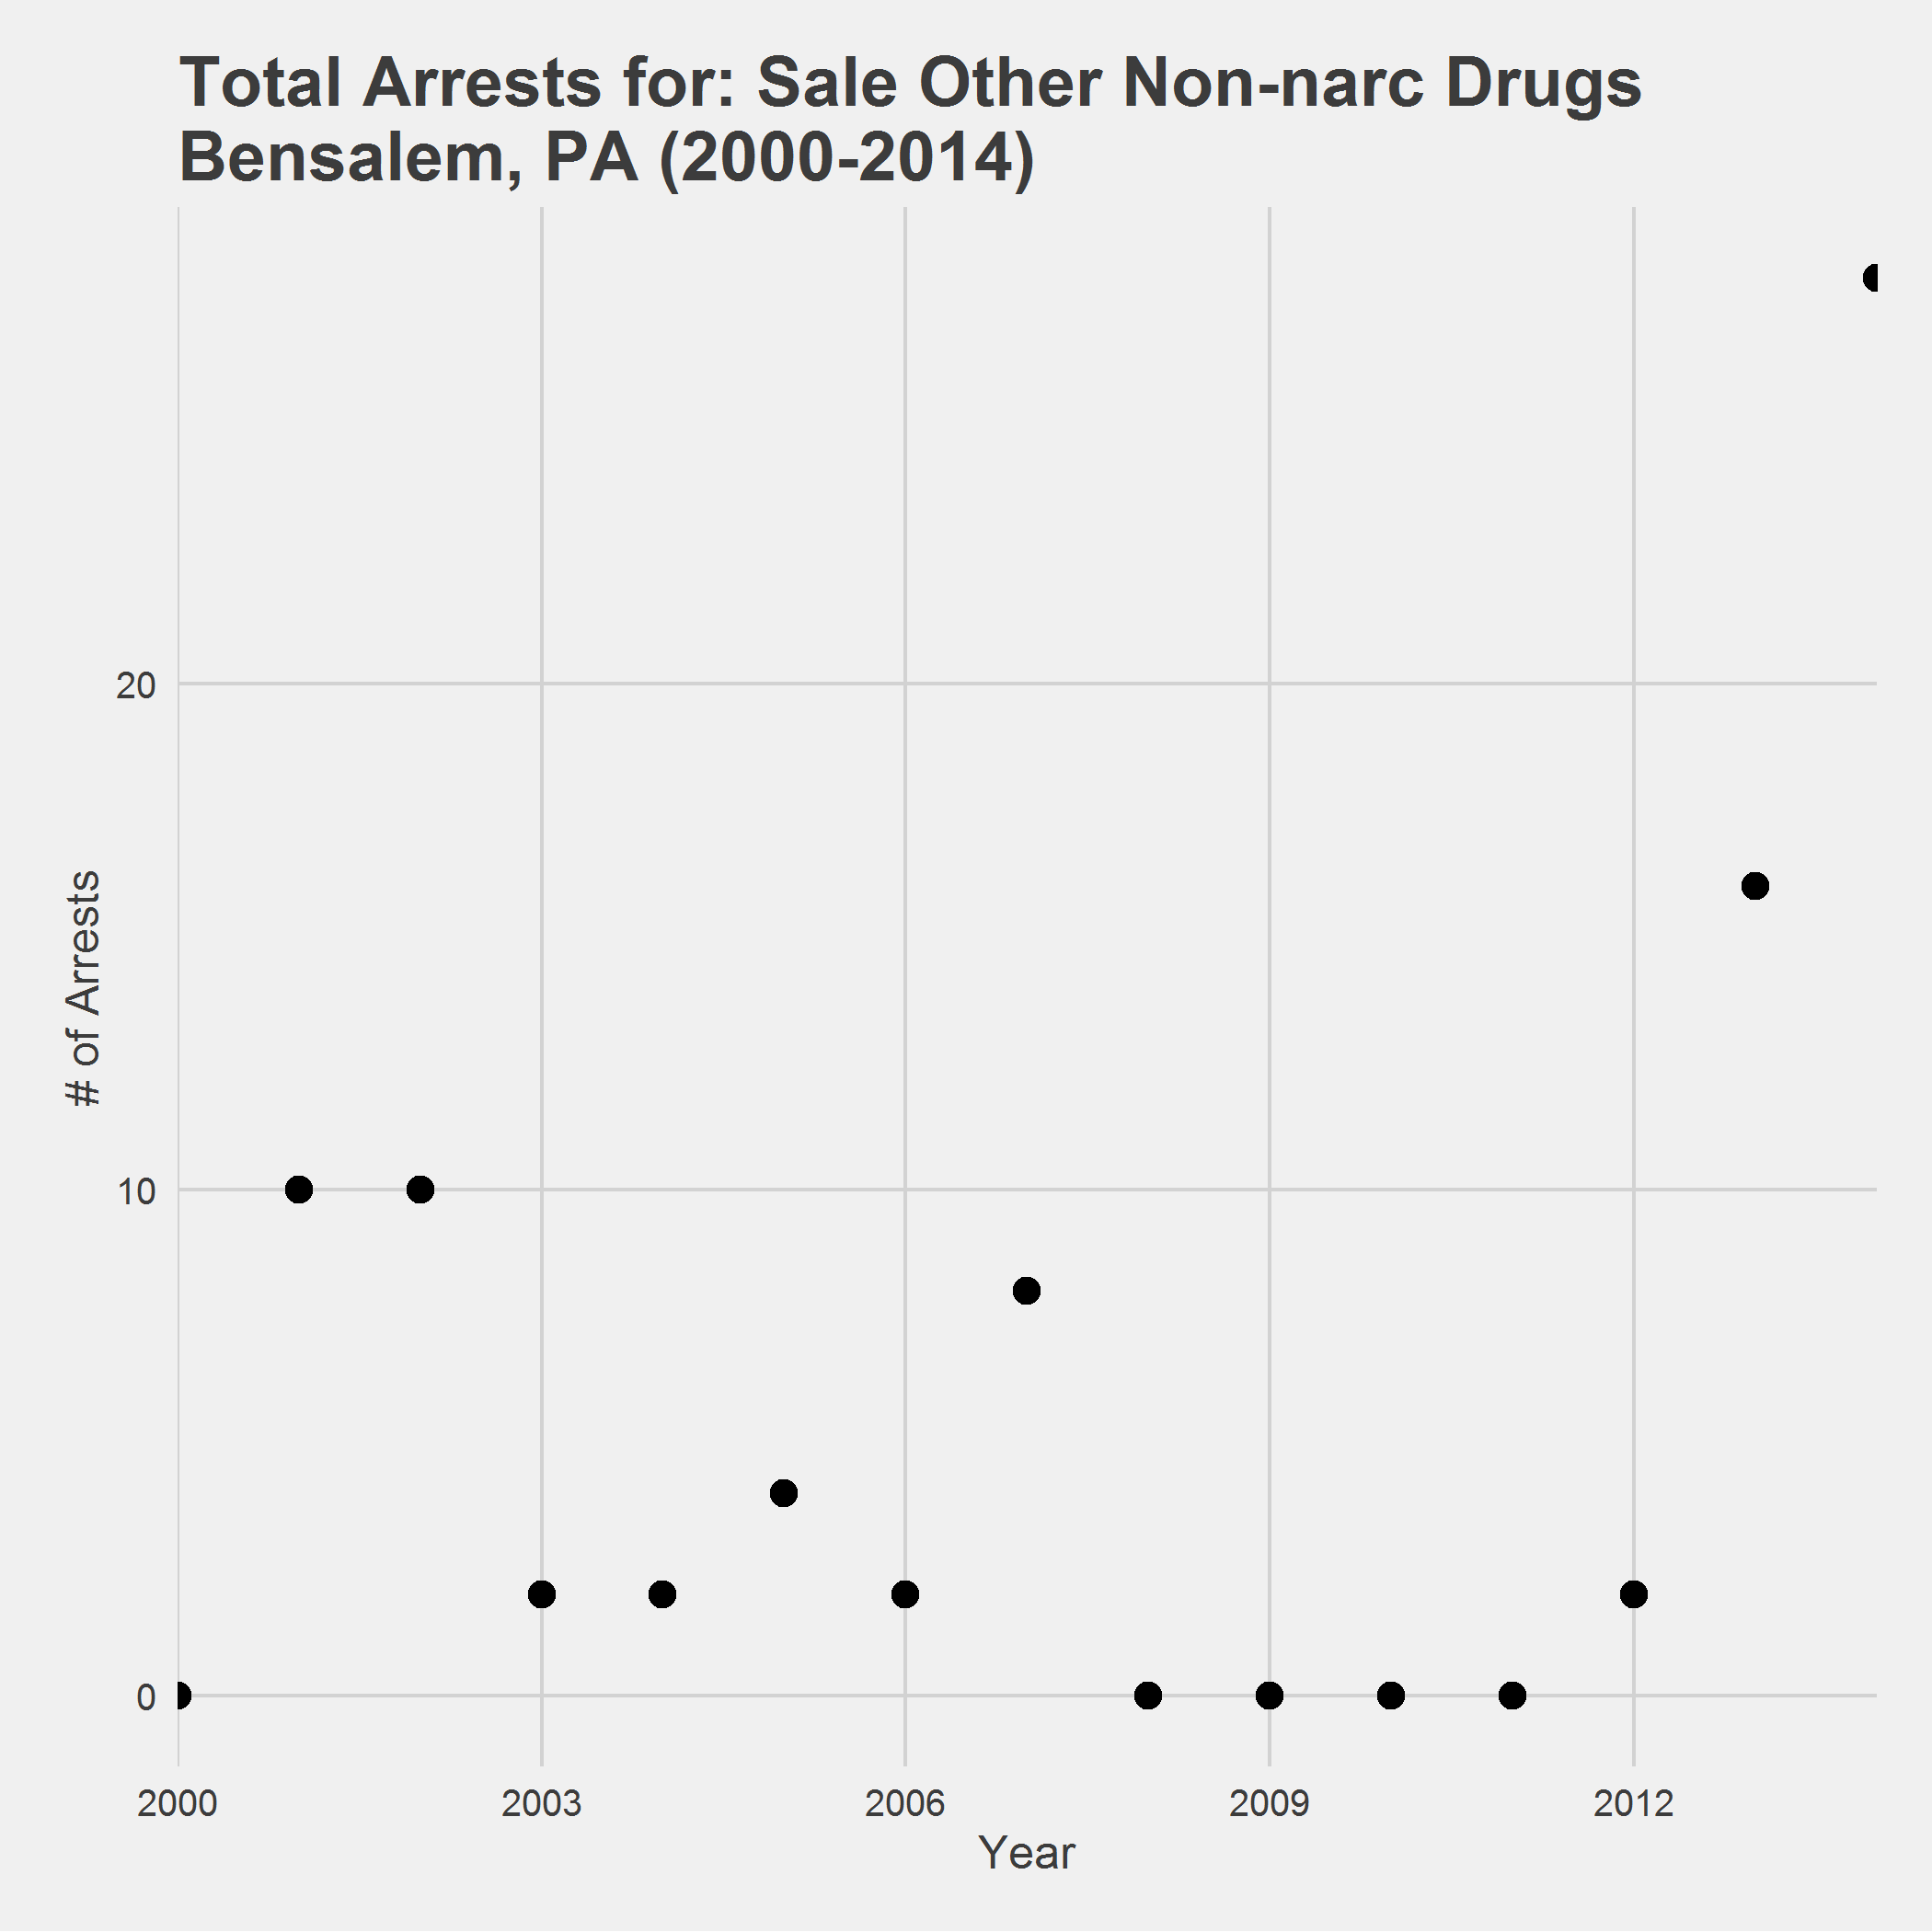 Total Arrests for: Sale Other Non-narc Drugs
Bensalem, PA (2000-2014)
# of Arrests
20
10
0
2000 2003 2006 2009 2012
Year